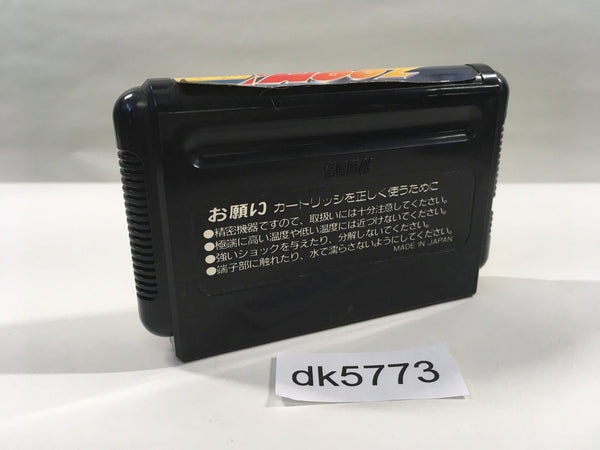 SEGA
お願い カートリッジを正しく使うために
●精密機器ですので、取扱いには十分注意してください。
●極端に高い温度や低い温度には近づけないでください。
●強いショックを与えたり、分解しないでください。
●端子部に触れたり、水で濡らさないようにしてください。
MADE IN JAPAN
dk5773